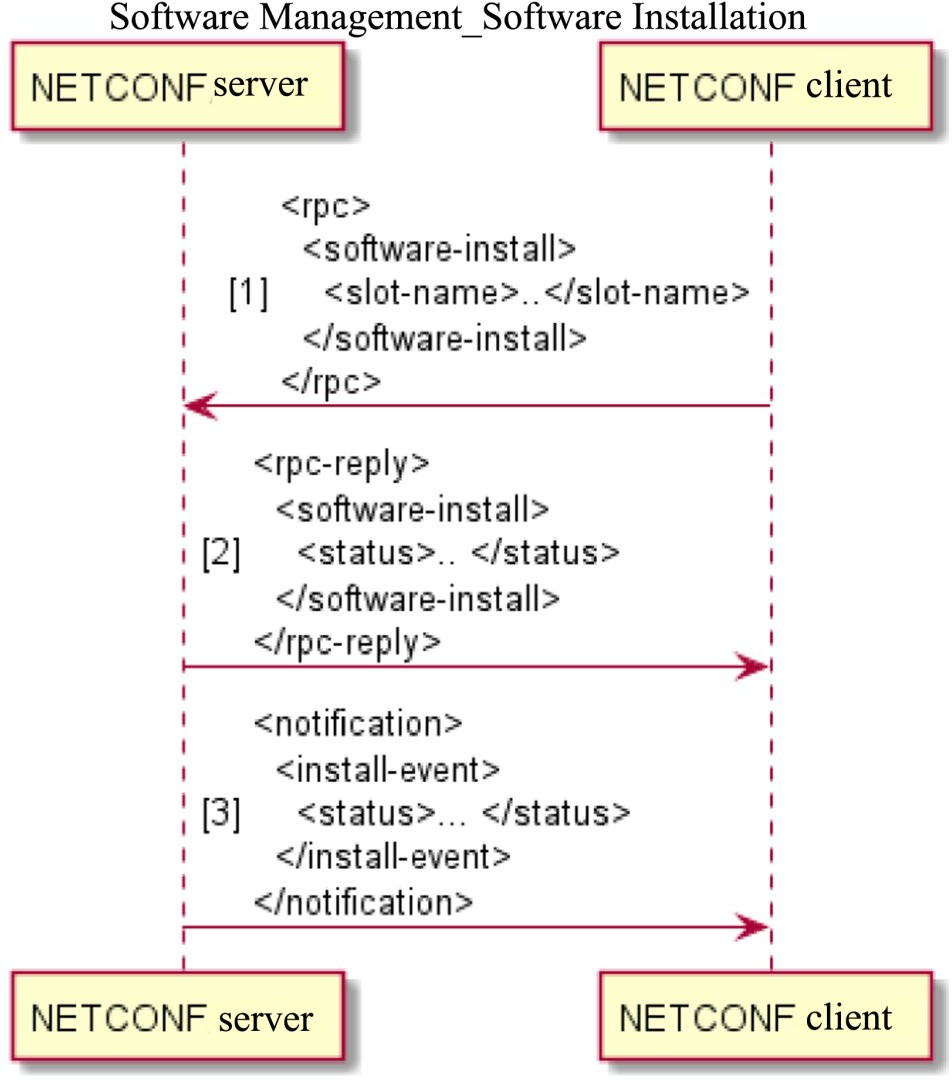 Software Management_Software Installation
NETCONF server
NETCONF client
<rpc>
<software-install>
[1] <slot-name>..</slot-name>
</software-install>
</rpc>
<rpc-reply>
<software-install>
[2] <status>.. </status>
</software-install>
</rpc-reply>
<notification>
<install-event>
[3] <status>... </status>
</install-event>
</notification>
NETCONF server
NETCONF client